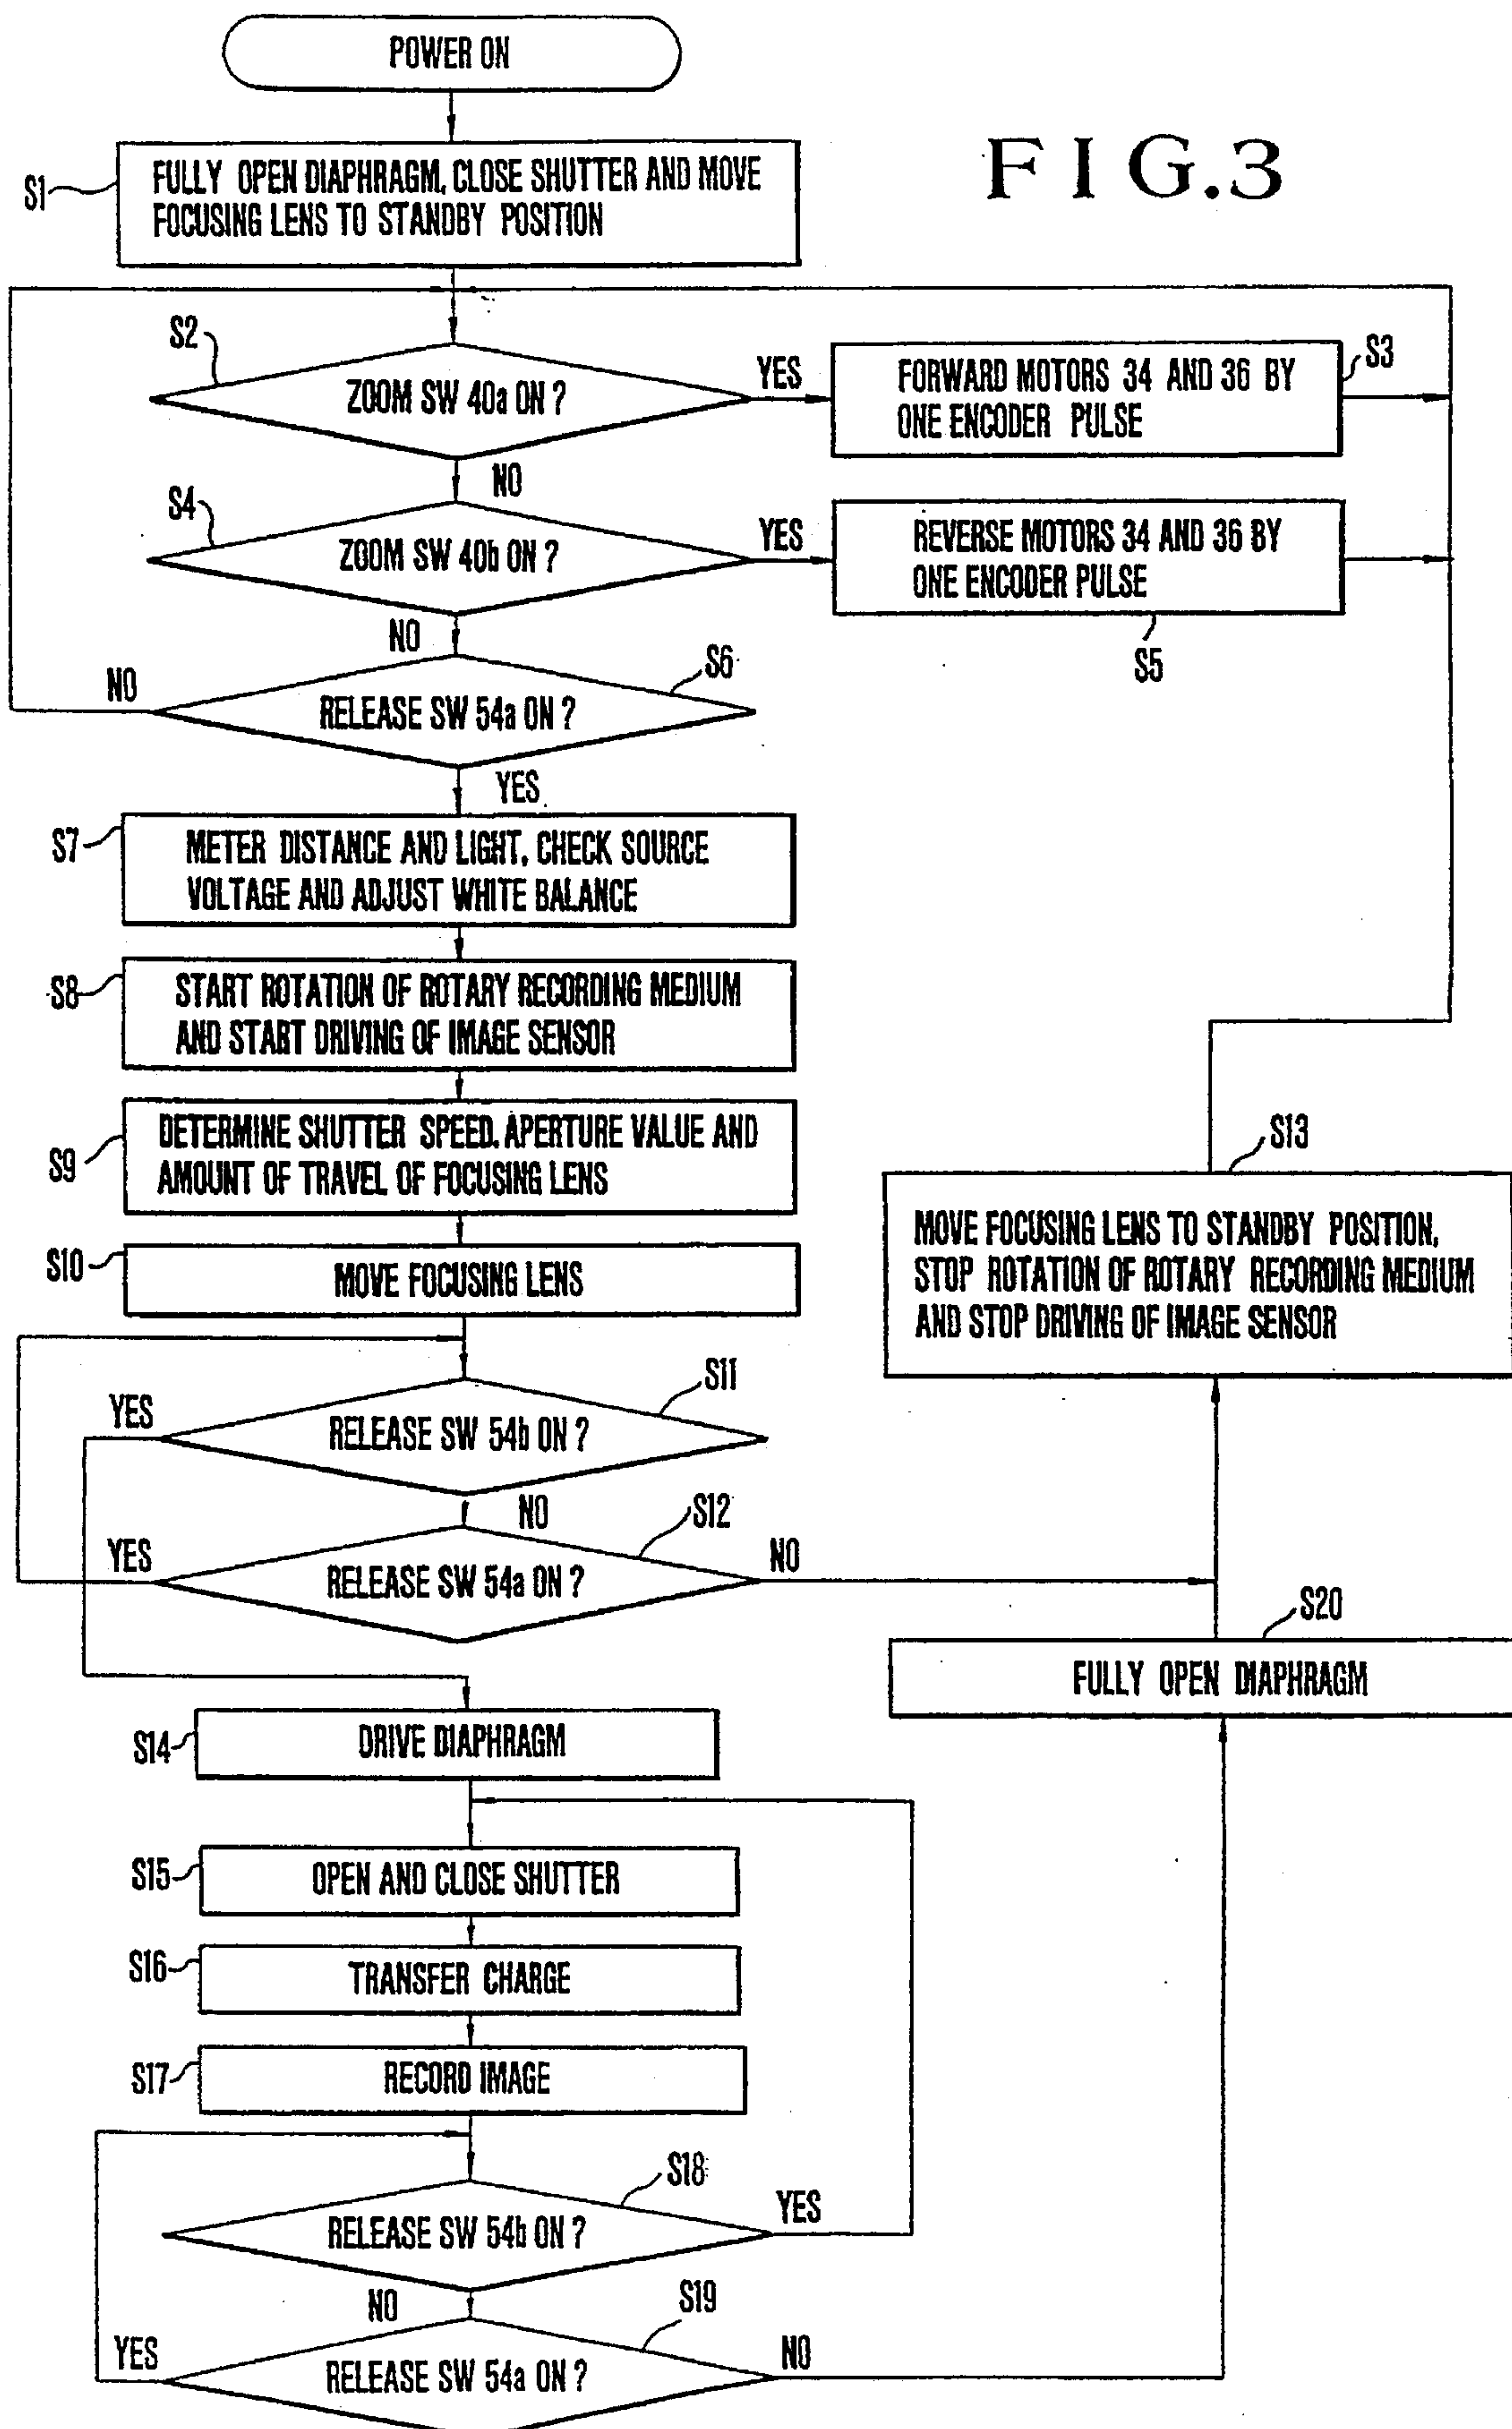 POWER ON
FIG.3
S1
FULLY OPEN DIAPHRAGM, CLOSE SHUTTER AND MOVE
FOCUSING LENS TO STANDBY POSITION
S2
ZOOM SW 40a ON ?
YES
FORWARD MOTORS 34 AND 36 BY
ONE ENCODER PULSE
S3
NO
S4
ZOOM SW 40b ON ?
YES
REVERSE MOTORS 34 AND 36 BY
ONE ENCODER PULSE
S5
NO
S6
NO
RELEASE SW 54a ON ?
YES
S7
METER DISTANCE AND LIGHT, CHECK SOURCE
VOLTAGE AND ADJUST WHITE BALANCE
S8
START ROTATION OF ROTARY RECORDING MEDIUM
AND START DRIVING OF IMAGE SENSOR
S9
DETERMINE SHUTTER SPEED, APERTURE VALUE AND
AMOUNT OF TRAVEL OF FOCUSING LENS
S10
MOVE FOCUSING LENS
S13
MOVE FOCUSING LENS TO STANDBY POSITION,
STOP ROTATION OF ROTARY RECORDING MEDIUM
AND STOP DRIVING OF IMAGE SENSOR
S11
YES
RELEASE SW 54b ON ?
NO
S12
YES
RELEASE SW 54a ON ?
NO
S20
FULLY OPEN DIAPHRAGM
S14
DRIVE DIAPHRAGM
S15
OPEN AND CLOSE SHUTTER
S16
TRANSFER CHARGE
S17
RECORD IMAGE
S18
RELEASE SW 54b ON ?
YES
NO
S19
YES
RELEASE SW 54a ON ?
NO